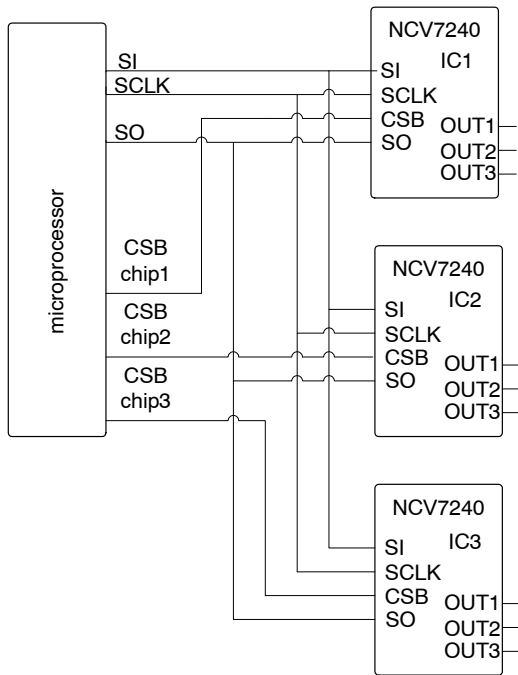 microprocessor
SI
SCLK
SO
CSB
chip1
CSB
chip2
CSB
chip3
NCV7240
IC1
SI
SCLK
CSB
SO
OUT1
OUT2
OUT3
NCV7240
IC2
SI
SCLK
CSB
SO
OUT1
OUT2
OUT3
NCV7240
IC3
SI
SCLK
CSB
SO
OUT1
OUT2
OUT3